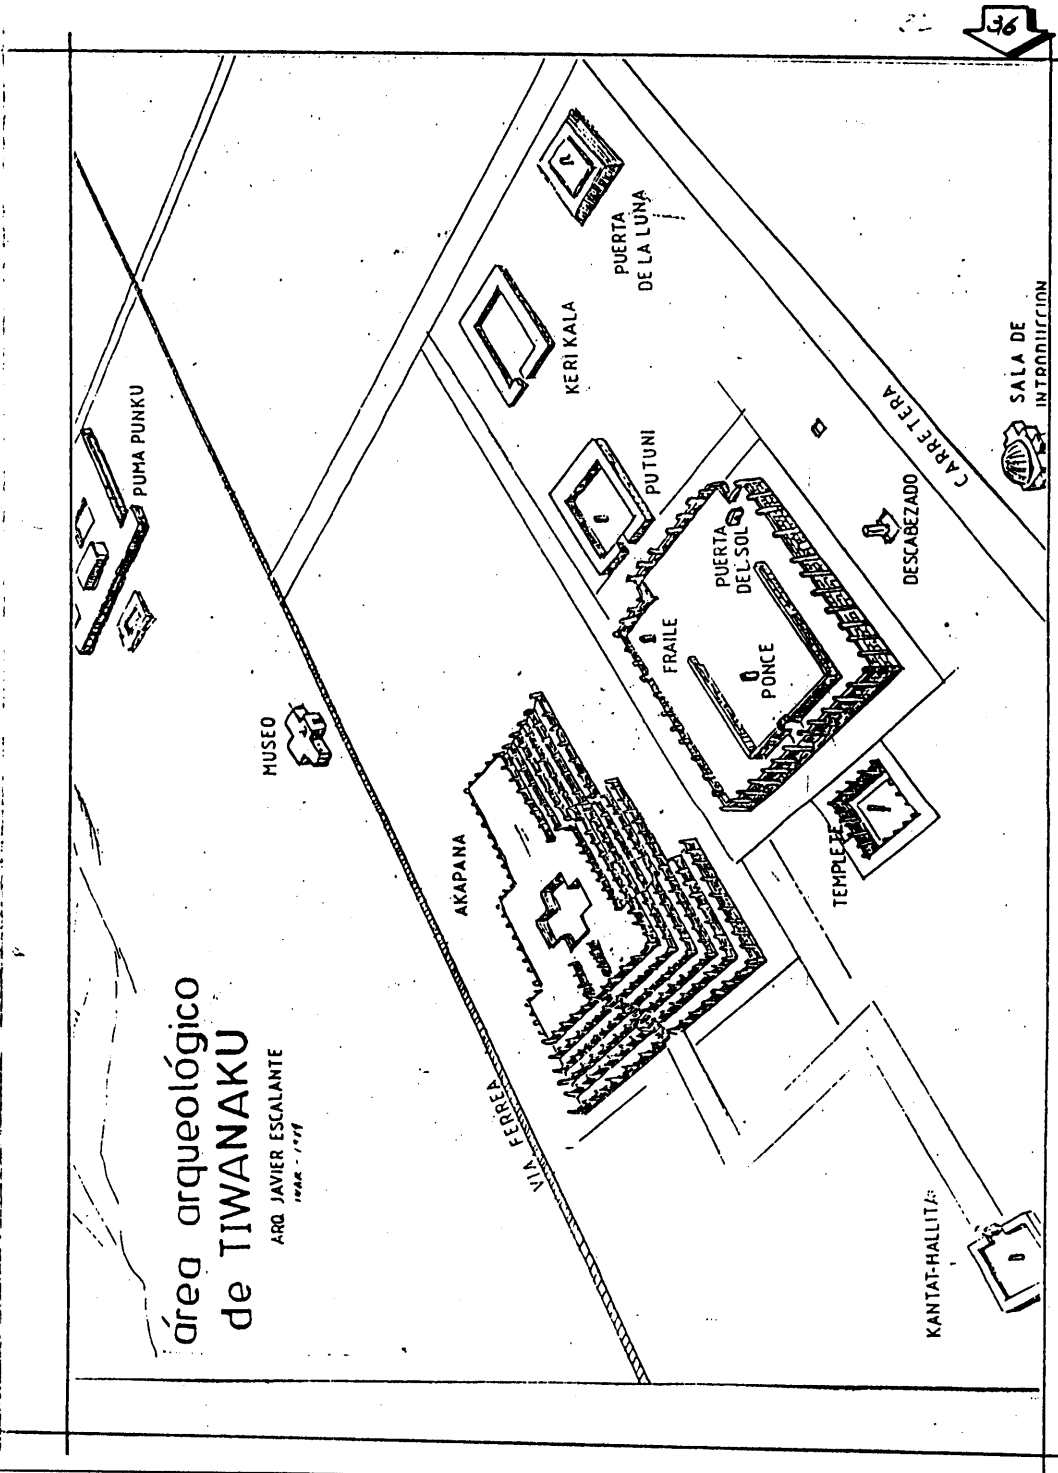 36
área arqueológico
de TIWANAKU
ARQ. JAVIER ESCALANTE
MUSEO
PUMA PUNKU
VIA FERREA
AKAPANA
KERI KALA
PUERTA
DE LA LUNA
PUTUNI
FRAILE
PUERTA
DEL SOL
PONCE
TEMPLETE
DESCABEZADO
CARRETERA
SALA DE
INTRODUCCION
KANTAT-HALLITA